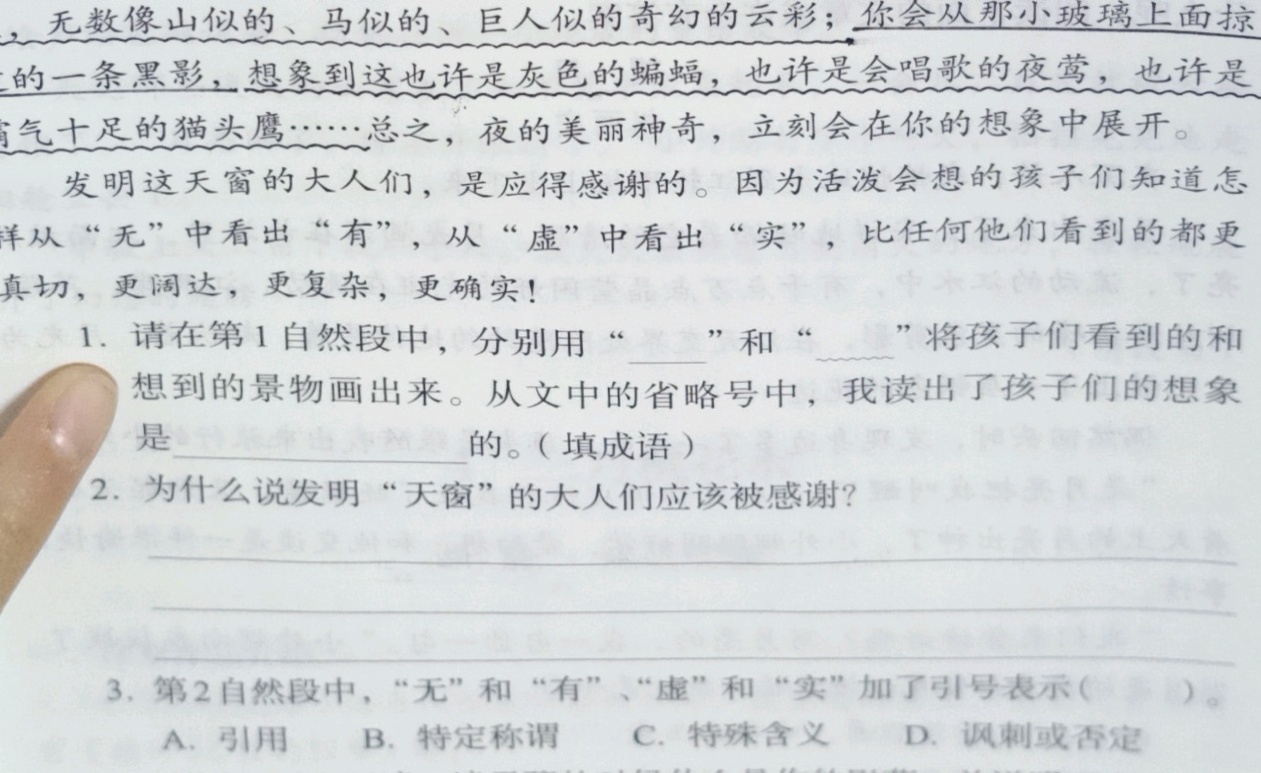 ，无数像山似的、马似的、巨人似的奇幻的云彩；你会从那小玻璃上面掠
的一条黑影，想象到这也许是灰色的蝙蝠，也许是会唱歌的夜莺，也许是
霸气十足的猫头鹰……总之，夜的美丽神奇，立刻会在你的想象中展开。
发明这天窗的大人们，是应得感谢的。因为活泼会想的孩子们知道怎
样从“无”中看出“有”，从“虚”中看出“实”，比任何他们看到的都更
真切，更阔达，更复杂，更确实！
1. 请在第 1 自然段中，分别用“____”和“____”将孩子们看到的和
想到的景物画出来。从文中的省略号中，我读出了孩子们的想象
是____________的。（填成语）
2. 为什么说发明“天窗”的大人们应该被感谢？
3. 第2自然段中，“无”和“有”、“虚”和“实”加了引号表示（ ）。
A. 引用 B. 特定称谓 C. 特殊含义 D. 讽刺或否定